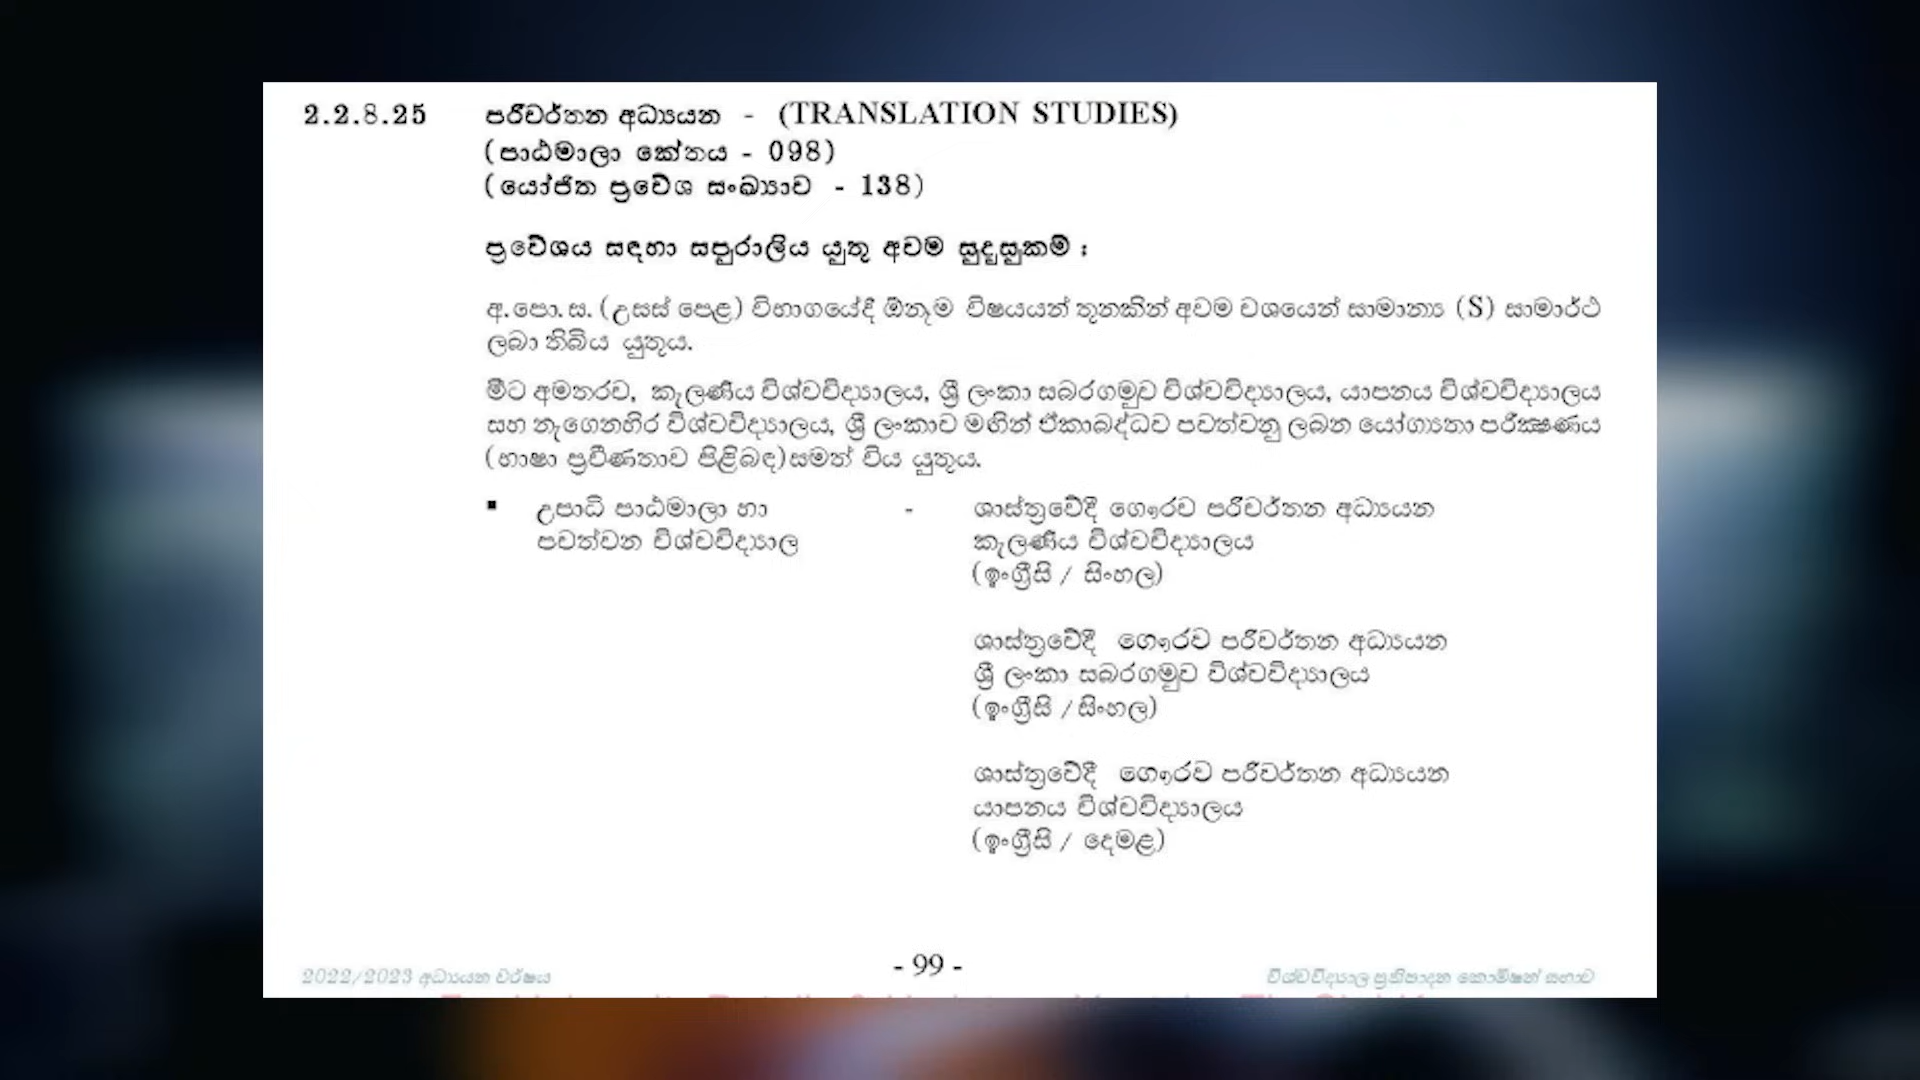 2.2.8.25 පරිවර්තන අධ්‍යයන - (TRANSLATION STUDIES)
(පාඨමාලා කේතය - 098)
(යෝජිත ප්‍රවේශ සංඛ්‍යාව - 138)
ප්‍රවේශය සඳහා සපුරාලිය යුතු අවම සුදුසුකම් :
අ.පො.ස. (උසස් පෙළ) විභාගයේදී ඕනෑම විෂයයන් තුනකින් අවම වශයෙන් සාමාන්‍ය (S) සාමාර්ථ
ලබා තිබිය යුතුය.
මීට අමතරව, කැලණිය විශ්වවිද්‍යාලය, ශ්‍රී ලංකා සබරගමුව විශ්වවිද්‍යාලය, යාපනය විශ්වවිද්‍යාලය
සහ නැගෙනහිර විශ්වවිද්‍යාලය, ශ්‍රී ලංකාව මඟින් ඒකාබද්ධව පවත්වනු ලබන යෝග්‍යතා පරීක්ෂණය
(භාෂා ප්‍රවීණතාව පිළිබඳ) සමත් විය යුතුය.
▪ උපාධි පාඨමාලා හා - ශාස්ත්‍රවේදී ගෞරව පරිවර්තන අධ්‍යයන
පවත්වන විශ්වවිද්‍යාල කැලණිය විශ්වවිද්‍යාලය
(ඉංග්‍රීසි / සිංහල)
ශාස්ත්‍රවේදී ගෞරව පරිවර්තන අධ්‍යයන
ශ්‍රී ලංකා සබරගමුව විශ්වවිද්‍යාලය
(ඉංග්‍රීසි / සිංහල)
ශාස්ත්‍රවේදී ගෞරව පරිවර්තන අධ්‍යයන
යාපනය විශ්වවිද්‍යාලය
(ඉංග්‍රීසි / දෙමළ)
2022/2023 අධ්‍යයන වර්ෂය - 99 - විශ්වවිද්‍යාල ප්‍රතිපාදන කොමිෂන් සභාව